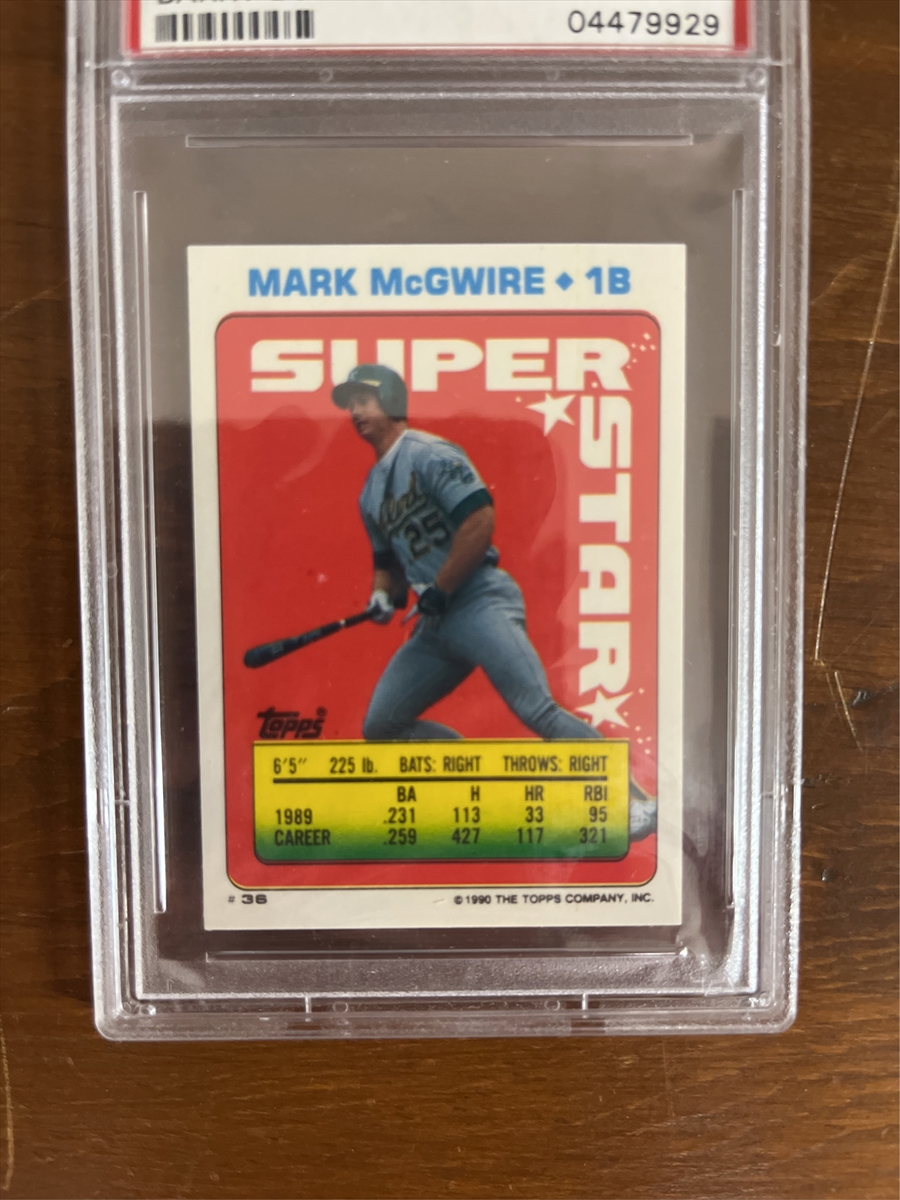 04479929
MARK McGWIRE ♦ 1B
SUPER
STAR
25
Topps
6'5" 225 lb. BATS: RIGHT THROWS: RIGHT
BA H HR RBI
1989 .231 113 33 95
CAREER .259 427 117 321
# 36 ©1990 THE TOPPS COMPANY, INC.